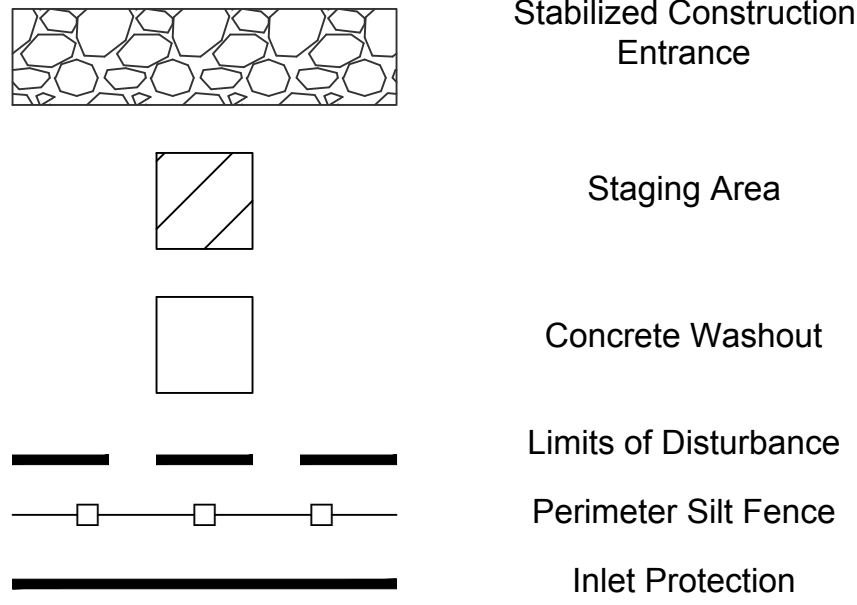 Stabilized Construction
Entrance
Staging Area
Concrete Washout
Limits of Disturbance
Perimeter Silt Fence
Inlet Protection